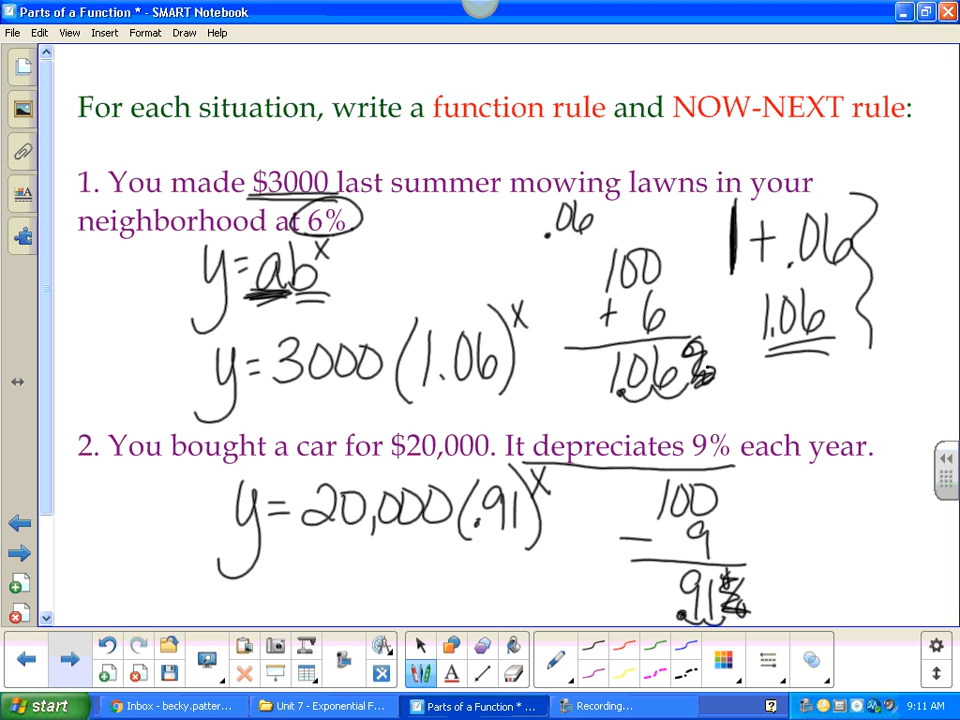 Parts of a Function * - SMART Notebook
File Edit View Insert Format Draw Help
For each situation, write a function rule and NOW-NEXT rule:
1. You made $3000 last summer mowing lawns in your
neighborhood at 6%.
.06
1 + .06
y = ab^x
100
+ 6
1.06
1.06%
y = 3000 (1.06)^x
2. You bought a car for $20,000. It depreciates 9% each year.
y = 20,000 (.91)^x
100
- 9
.91%
start
Inbox - becky.patter...
Unit 7 - Exponential F...
Parts of a Function * ...
Recording...
9:11 AM